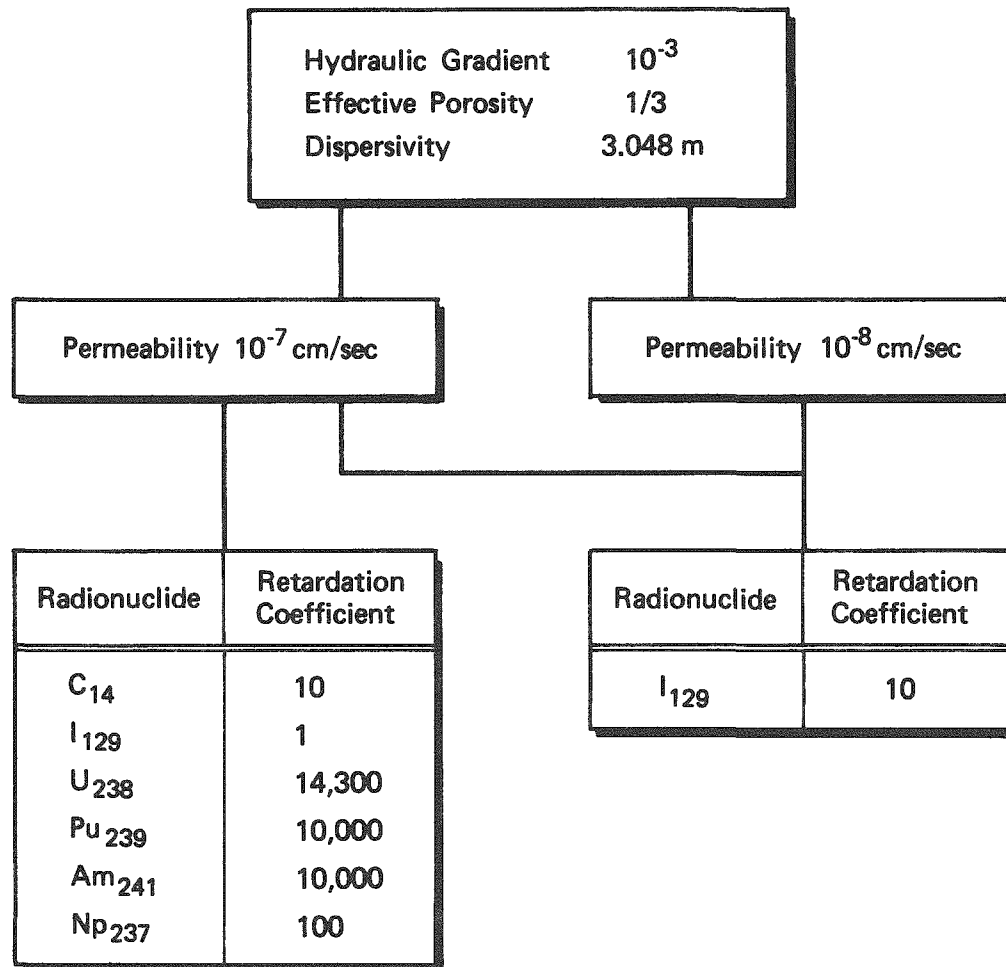 Hydraulic Gradient 10⁻³
Effective Porosity 1/3
Dispersivity 3.048 m
Permeability 10⁻⁷ cm/sec
Permeability 10⁻⁸ cm/sec
Radionuclide Retardation Coefficient
C₁₄ 10
I₁₂₉ 1
U₂₃₈ 14,300
Pu₂₃₉ 10,000
Am₂₄₁ 10,000
Np₂₃₇ 100
Radionuclide Retardation Coefficient
I₁₂₉ 10